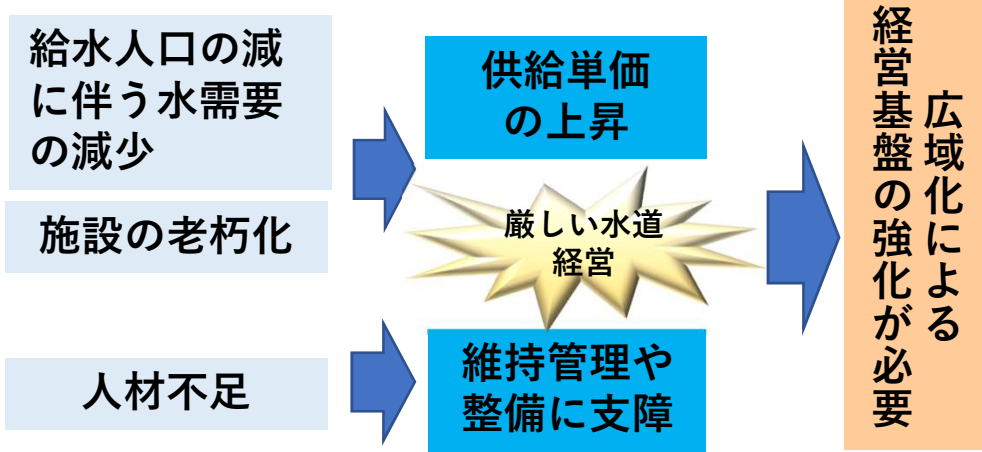 給水人口の減
に伴う水需要
の減少
施設の老朽化
人材不足
供給単価
の上昇
厳しい水道
経営
維持管理や
整備に支障
広域化による
経営基盤の強化が必要